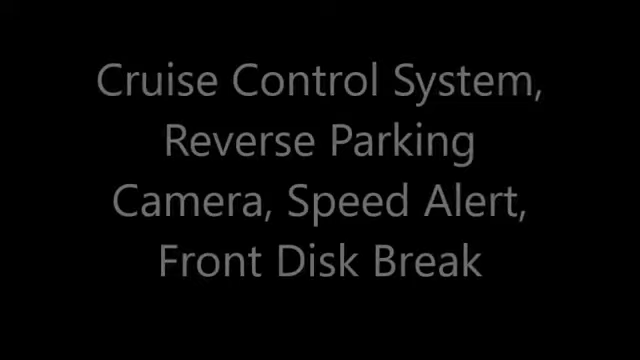 Cruise Control System,
Reverse Parking
Camera, Speed Alert,
Front Disk Break